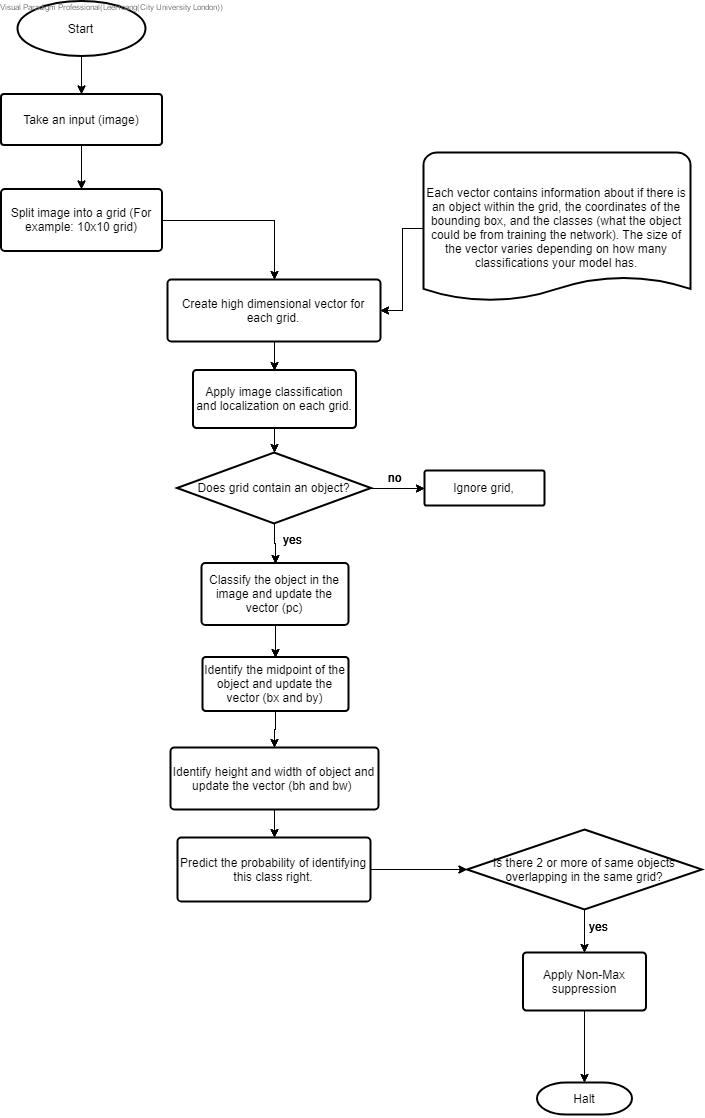 Visual Paradigm Professional(Lee Fang(City University London))
Start
Take an input (image)
Split image into a grid (For
example: 10x10 grid)
Each vector contains information about if there is
an object within the grid, the coordinates of the
bounding box, and the classes (what the object
could be from training the network). The size of
the vector varies depending on how many
classifications your model has.
Create high dimensional vector for
each grid.
Apply image classification
and localization on each grid.
Does grid contain an object?
no
Ignore grid,
yes
Classify the object in the
image and update the
vector (pc)
Identify the midpoint of the
object and update the
vector (bx and by)
Identify height and width of object and
update the vector (bh and bw)
Predict the probability of identifying
this class right.
Is there 2 or more of same objects
overlapping in the same grid?
yes
Apply Non-Max
suppression
Halt